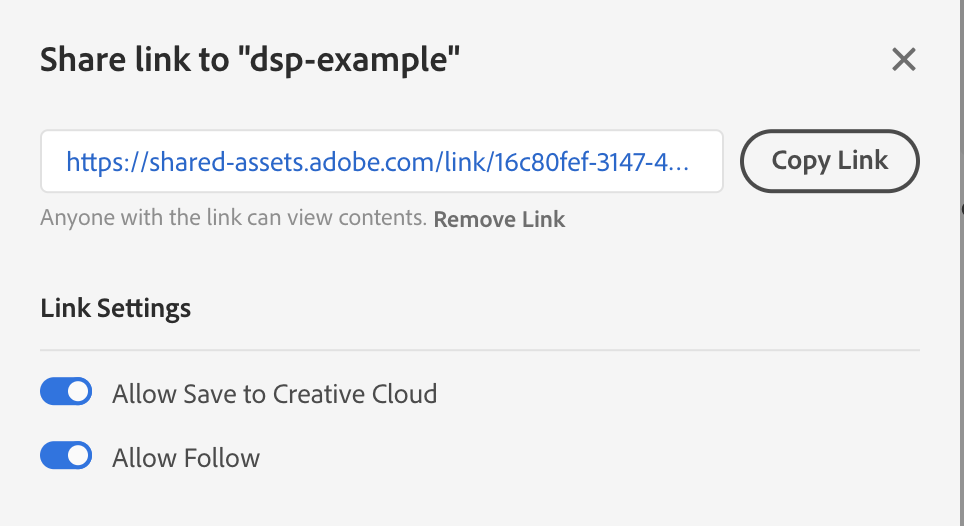 Share link to "dsp-example"
https://shared-assets.adobe.com/link/16c80fef-3147-4...
Copy Link
Anyone with the link can view contents. Remove Link
Link Settings
Allow Save to Creative Cloud
Allow Follow